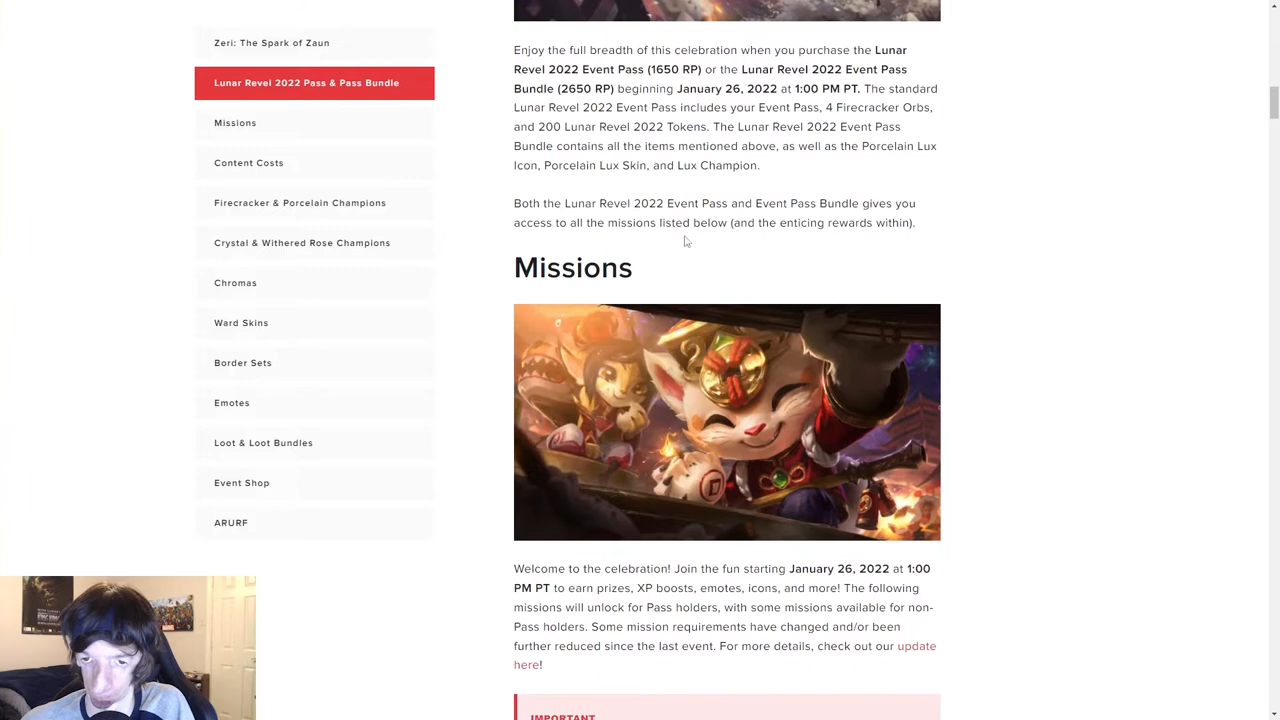 Zeri: The Spark of Zaun
Lunar Revel 2022 Pass & Pass Bundle
Missions
Content Costs
Firecracker & Porcelain Champions
Crystal & Withered Rose Champions
Chromas
Ward Skins
Border Sets
Emotes
Loot & Loot Bundles
Event Shop
ARURF
Enjoy the full breadth of this celebration when you purchase the Lunar
Revel 2022 Event Pass (1650 RP) or the Lunar Revel 2022 Event Pass
Bundle (2650 RP) beginning January 26, 2022 at 1:00 PM PT. The standard
Lunar Revel 2022 Event Pass includes your Event Pass, 4 Firecracker Orbs,
and 200 Lunar Revel 2022 Tokens. The Lunar Revel 2022 Event Pass
Bundle contains all the items mentioned above, as well as the Porcelain Lux
Icon, Porcelain Lux Skin, and Lux Champion.
Both the Lunar Revel 2022 Event Pass and Event Pass Bundle gives you
access to all the missions listed below (and the enticing rewards within).
Missions
Welcome to the celebration! Join the fun starting January 26, 2022 at 1:00
PM PT to earn prizes, XP boosts, emotes, icons, and more! The following
missions will unlock for Pass holders, with some missions available for non-
Pass holders. Some mission requirements have changed and/or been
further reduced since the last event. For more details, check out our update
here!
IMPORTANT